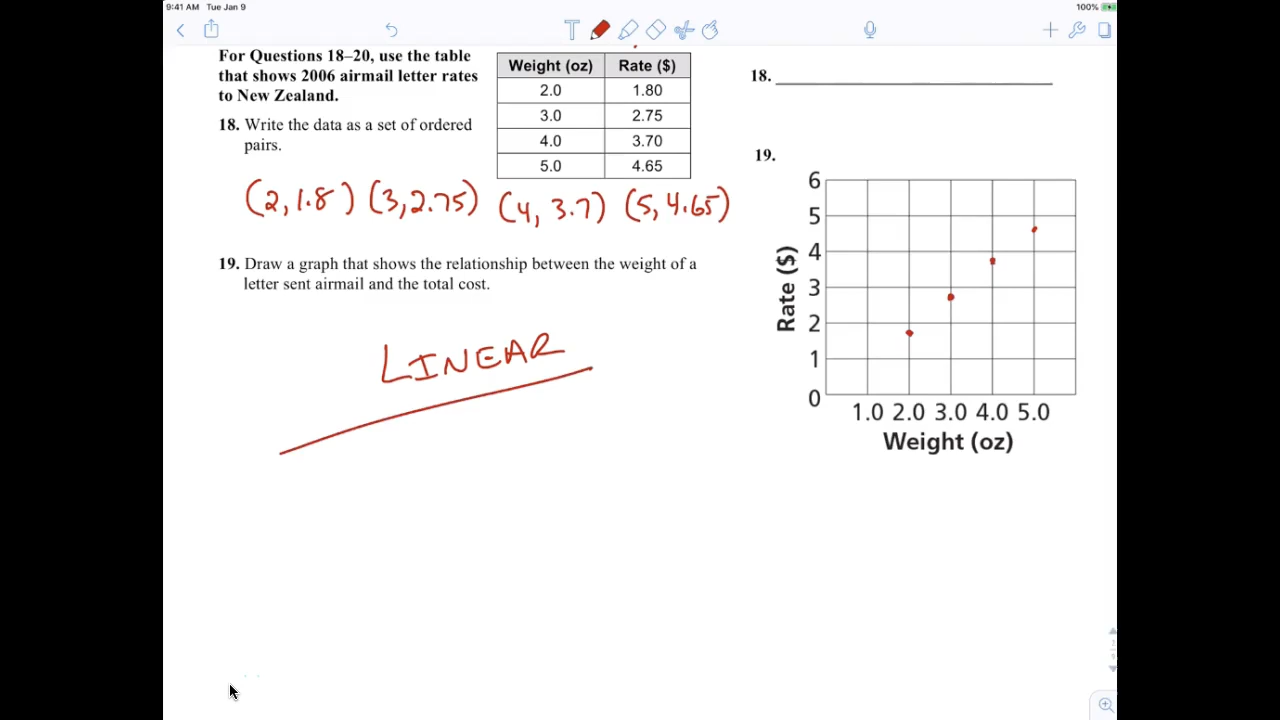 9:41 AM Tue Jan 9
100%
For Questions 18–20, use the table
that shows 2006 airmail letter rates
to New Zealand.
18. Write the data as a set of ordered
pairs.
Weight (oz) Rate ($)
2.0 1.80
3.0 2.75
4.0 3.70
5.0 4.65
(2, 1.8) (3, 2.75) (4, 3.7) (5, 4.65)
19. Draw a graph that shows the relationship between the weight of a
letter sent airmail and the total cost.
LINEAR
18.
19.
6
5
4
3
2
1
0
Rate ($)
1.0 2.0 3.0 4.0 5.0
Weight (oz)